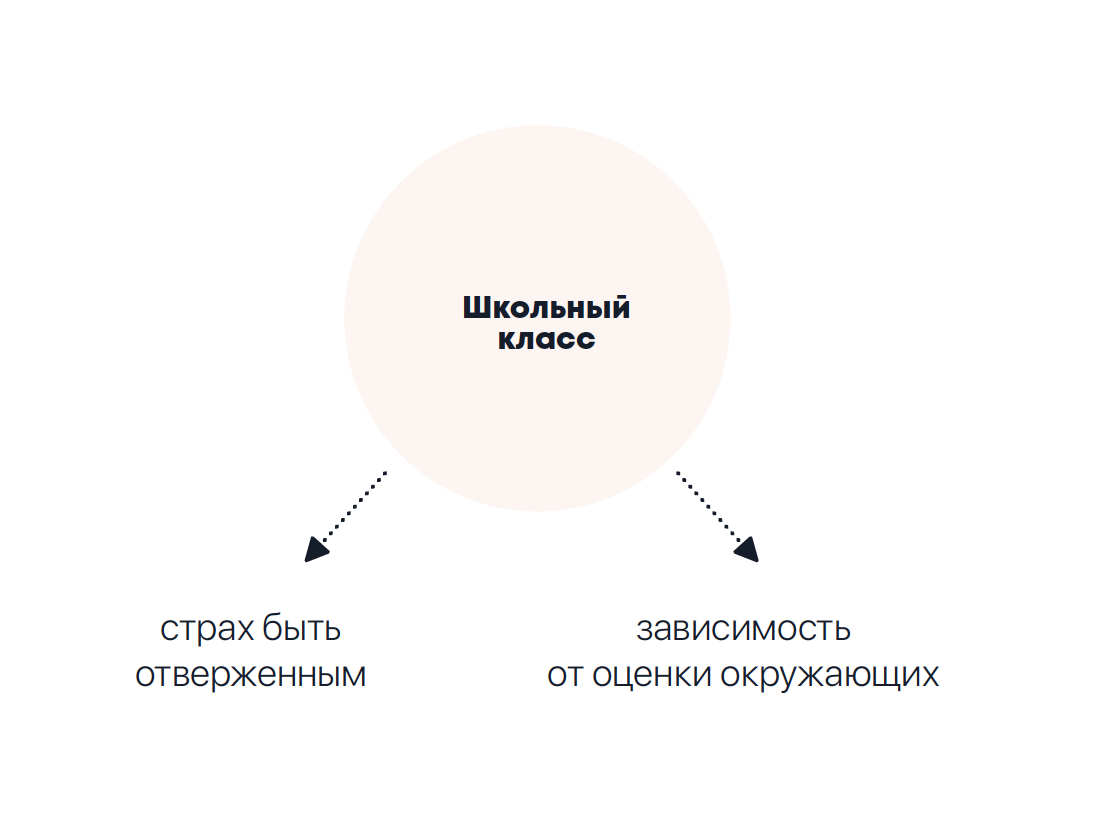 Школьный
класс
страх быть
отверженным
зависимость
от оценки окружающих